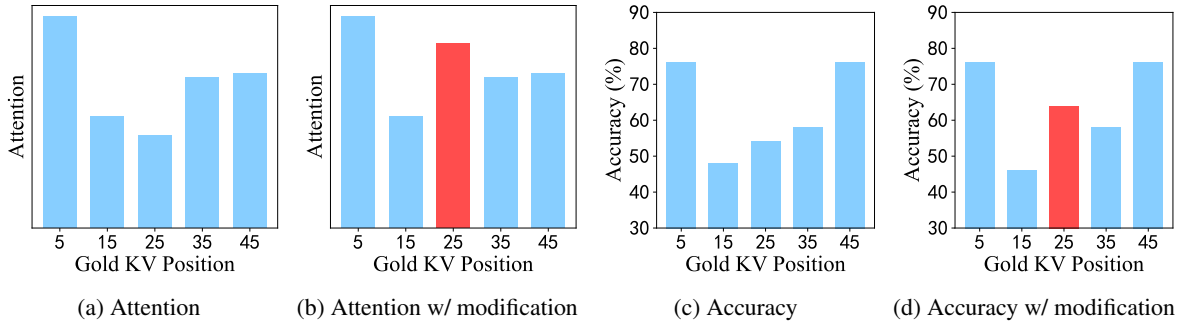 Attention
5 15 25 35 45
Gold KV Position
(a) Attention
Attention
5 15 25 35 45
Gold KV Position
(b) Attention w/ modification
Accuracy (%)
90
80
70
60
50
40
30
5 15 25 35 45
Gold KV Position
(c) Accuracy
Accuracy (%)
90
80
70
60
50
40
30
5 15 25 35 45
Gold KV Position
(d) Accuracy w/ modification